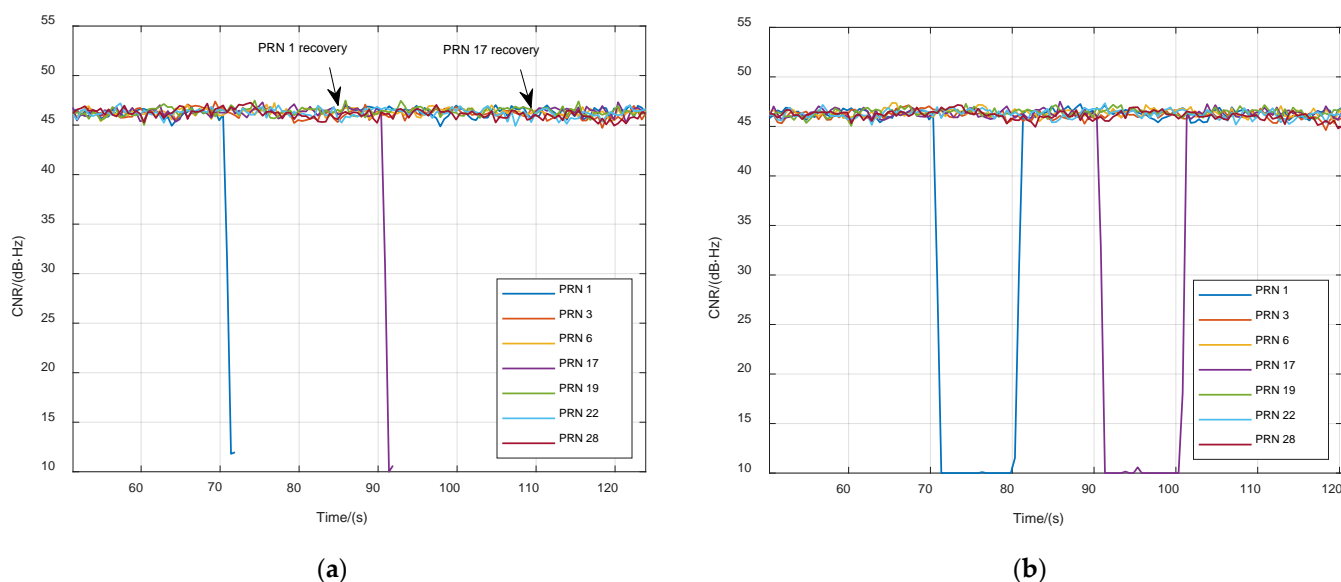 55
50
45
40
35
30
25
20
15
10
CNR/(dB·Hz)
PRN 1 recovery
PRN 17 recovery
PRN 1
PRN 3
PRN 6
PRN 17
PRN 19
PRN 22
PRN 28
60 70 80 90 100 110 120
Time/(s)
(a)
55
50
45
40
35
30
25
20
15
10
CNR/(dB·Hz)
PRN 1
PRN 3
PRN 6
PRN 17
PRN 19
PRN 22
PRN 28
60 70 80 90 100 110 120
Time/(s)
(b)